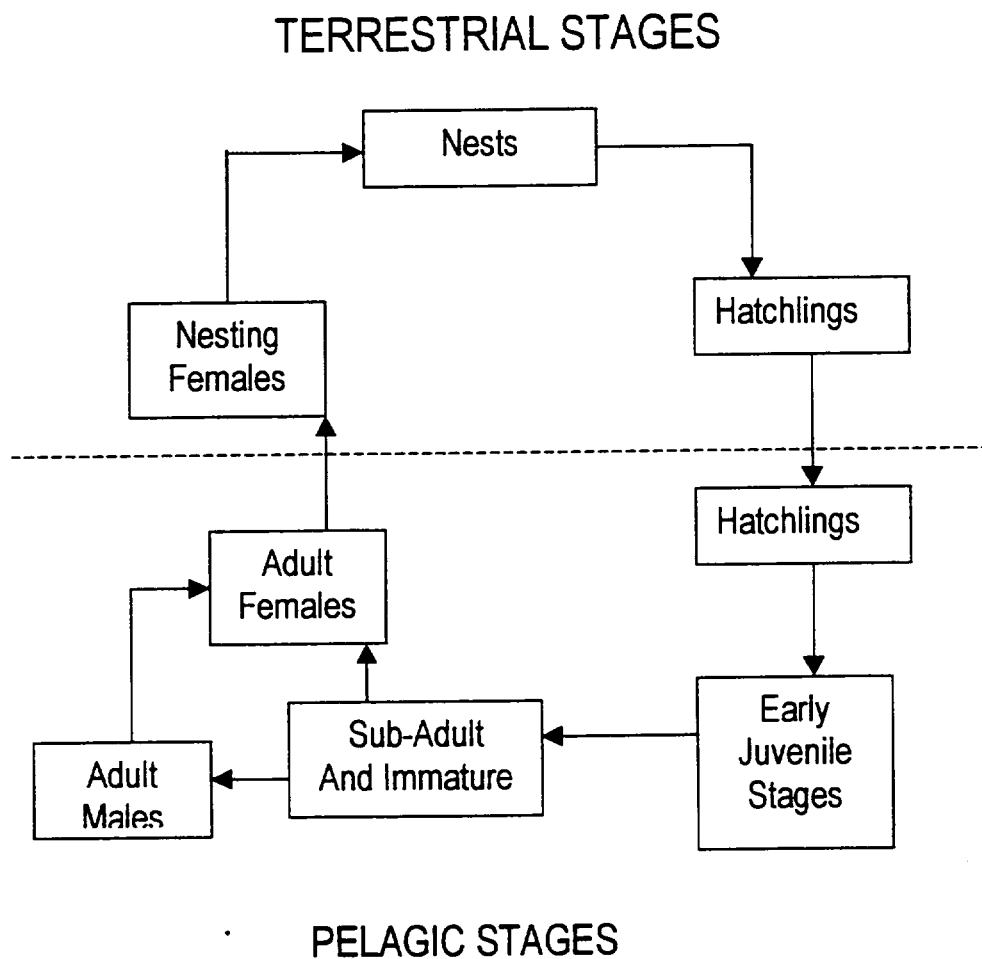 TERRESTRIAL STAGES
Nests
Hatchlings
Nesting
Females
Hatchlings
Adult
Females
Early
Juvenile
Stages
Sub-Adult
And Immature
Adult
Males
PELAGIC STAGES